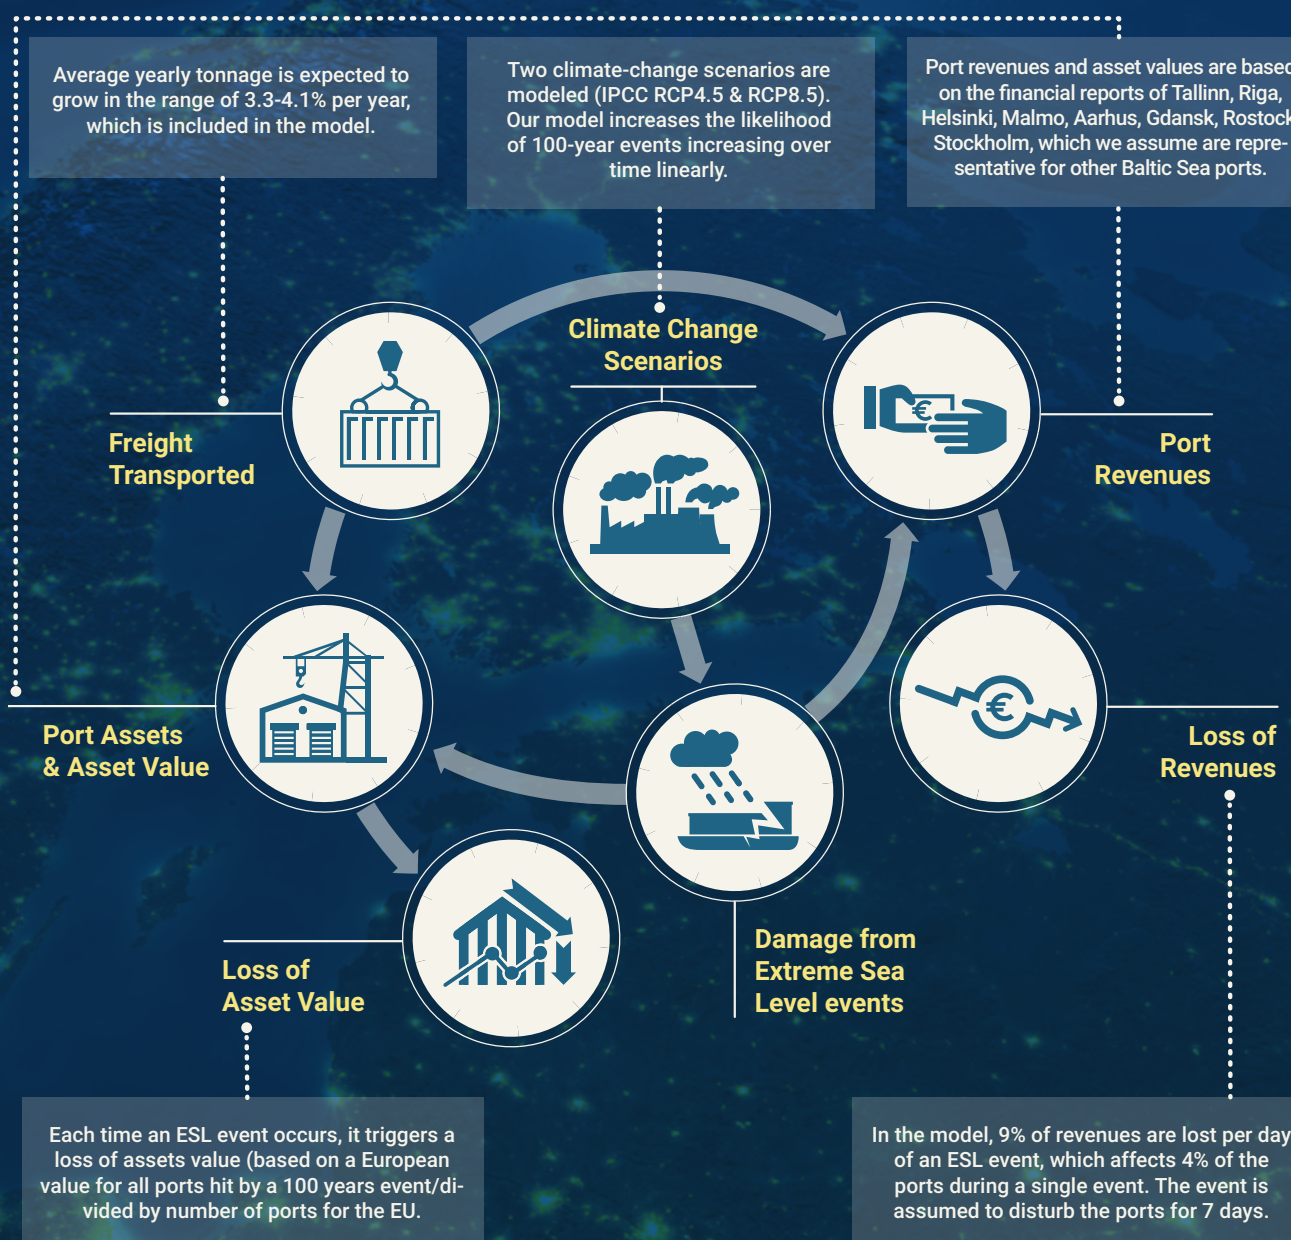 Average yearly tonnage is expected to
grow in the range of 3.3-4.1% per year,
which is included in the model.
Two climate-change scenarios are
modeled (IPCC RCP4.5 & RCP8.5).
Our model increases the likelihood
of 100-year events increasing over
time linearly.
Port revenues and asset values are based
on the financial reports of Tallinn, Riga,
Helsinki, Malmo, Aarhus, Gdansk, Rostock
Stockholm, which we assume are repre-
sentative for other Baltic Sea ports.
Climate Change
Scenarios
Freight
Transported
Port
Revenues
€
Port Assets
& Asset Value
€
Loss of
Revenues
Damage from
Extreme Sea
Level events
Loss of
Asset Value
Each time an ESL event occurs, it triggers a
loss of assets value (based on a European
value for all ports hit by a 100 years event/di-
vided by number of ports for the EU.
In the model, 9% of revenues are lost per day
of an ESL event, which affects 4% of the
ports during a single event. The event is
assumed to disturb the ports for 7 days.